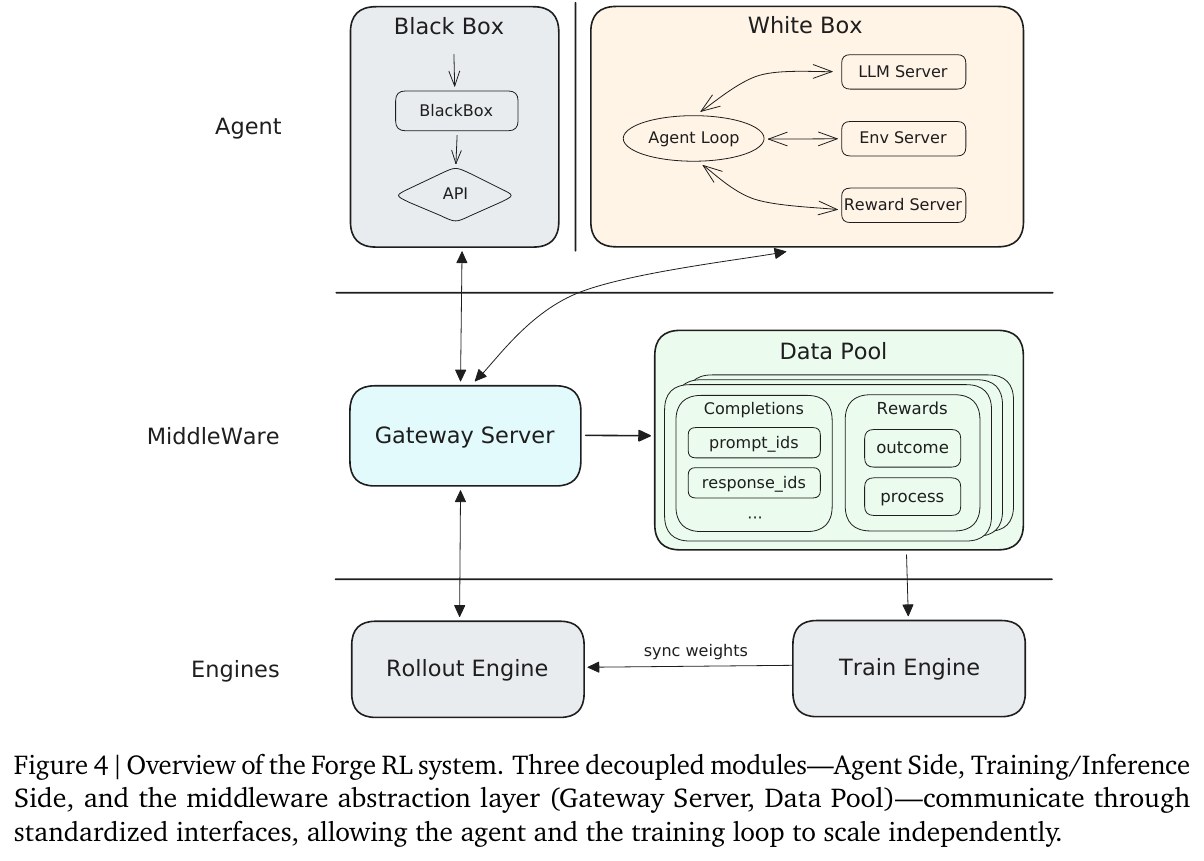 Black Box
White Box
BlackBox
API
Agent
Agent Loop
LLM Server
Env Server
Reward Server
MiddleWare
Gateway Server
Data Pool
Completions
prompt_ids
response_ids
...
Rewards
outcome
process
Engines
Rollout Engine
sync weights
Train Engine
Figure 4 | Overview of the Forge RL system. Three decoupled modules—Agent Side, Training/Inference
Side, and the middleware abstraction layer (Gateway Server, Data Pool)—communicate through
standardized interfaces, allowing the agent and the training loop to scale independently.